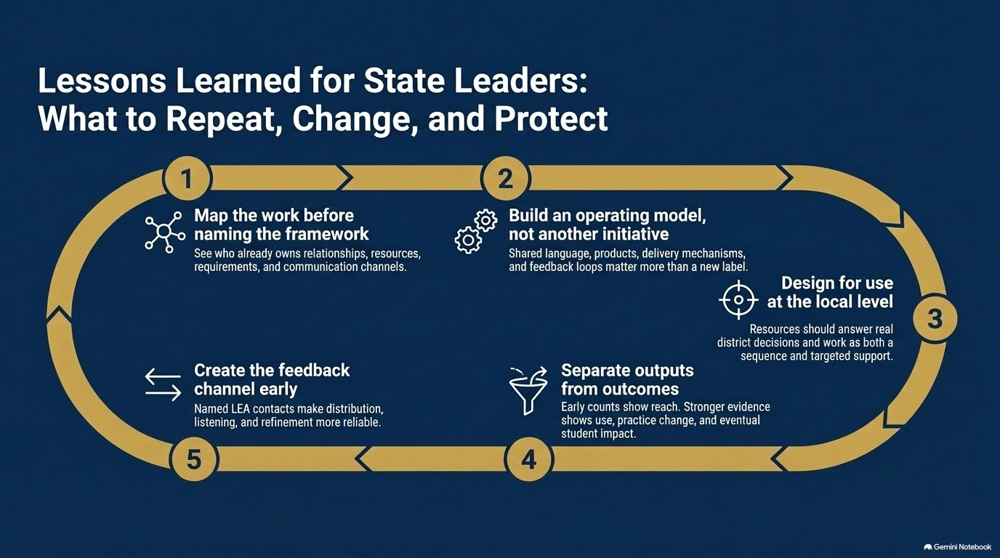 Lessons Learned for State Leaders:
What to Repeat, Change, and Protect
1
Map the work before
naming the framework
See who already owns relationships, resources,
requirements, and communication channels.
2
Build an operating model,
not another initiative
Shared language, products, delivery mechanisms,
and feedback loops matter more than a new label.
3
Design for use
at the local level
Resources should answer real
district decisions and work as both a
sequence and targeted support.
4
Separate outputs
from outcomes
Early counts show reach. Stronger evidence
shows use, practice change, and eventual
student impact.
5
Create the feedback
channel early
Named LEA contacts make distribution,
listening, and refinement more reliable.
Gemini Notebook